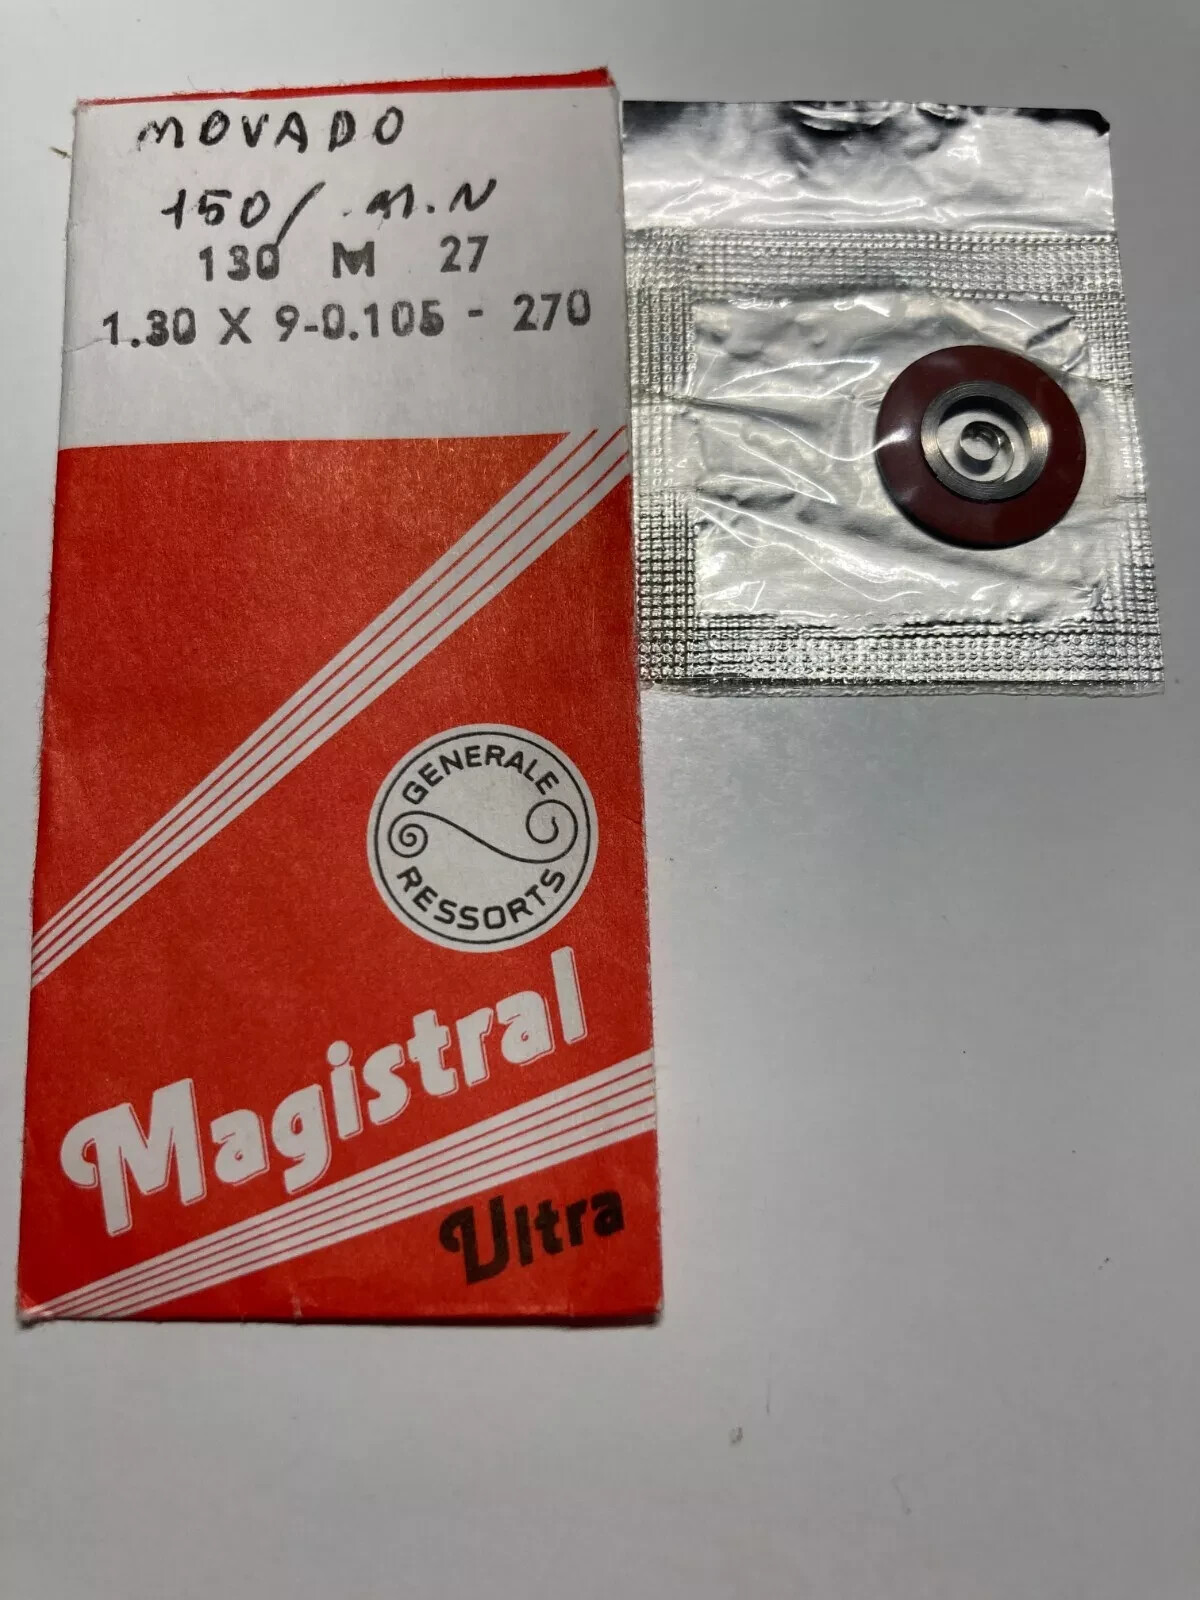 MOVADO
150/ M.N
130 M 27
1.30 X 9-0.105 - 270
GENERALE
RESSORTS
Magistral
Ultra